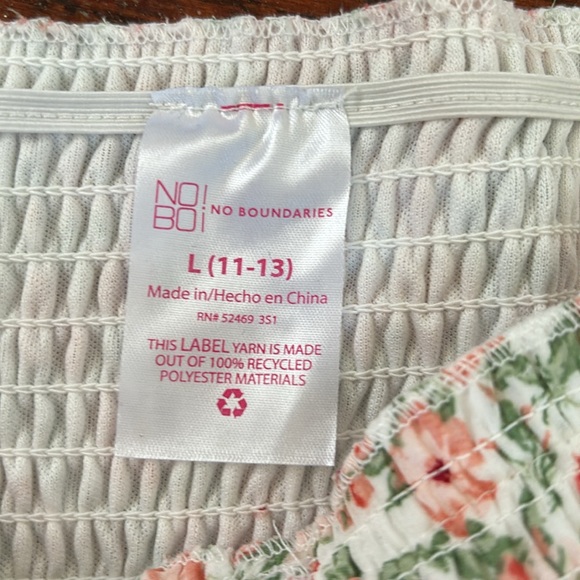 NO!
BOi
NO BOUNDARIES
L (11-13)
Made in/Hecho en China
RN# 52469 3S1
THIS LABEL YARN IS MADE
OUT OF 100% RECYCLED
POLYESTER MATERIALS